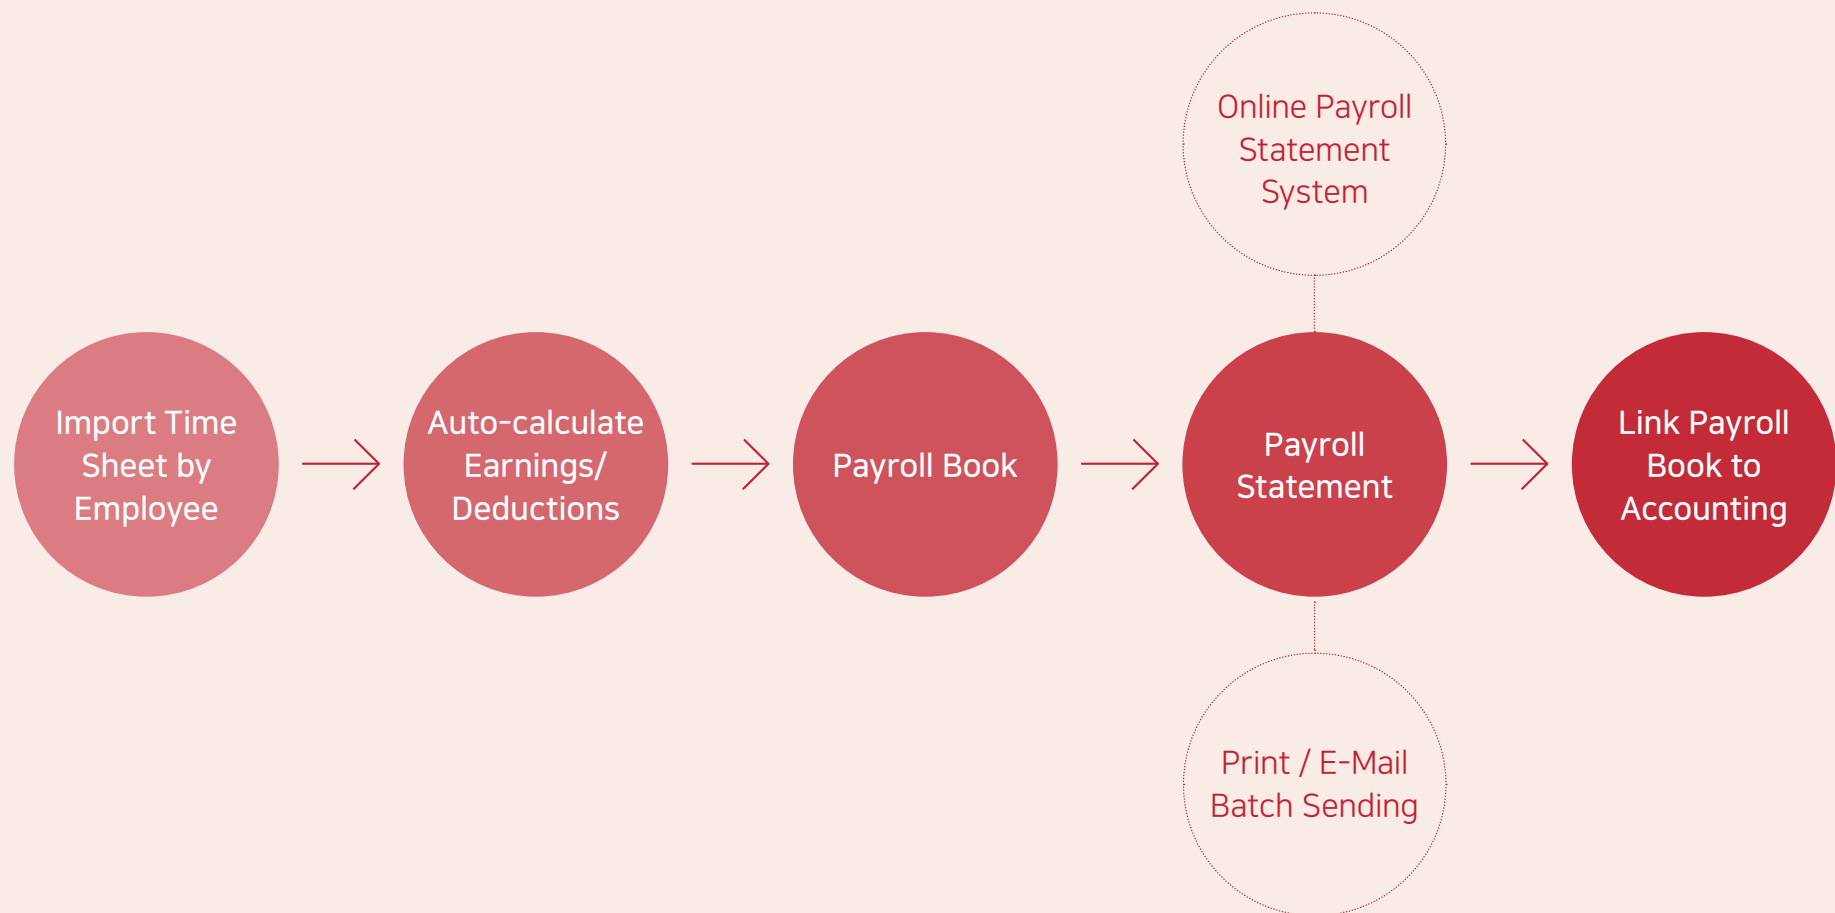 Online Payroll
Statement
System
Import Time
Sheet by
Employee
Auto-calculate
Earnings/
Deductions
Payroll Book
Payroll
Statement
Link Payroll
Book to
Accounting
Print / E-Mail
Batch Sending